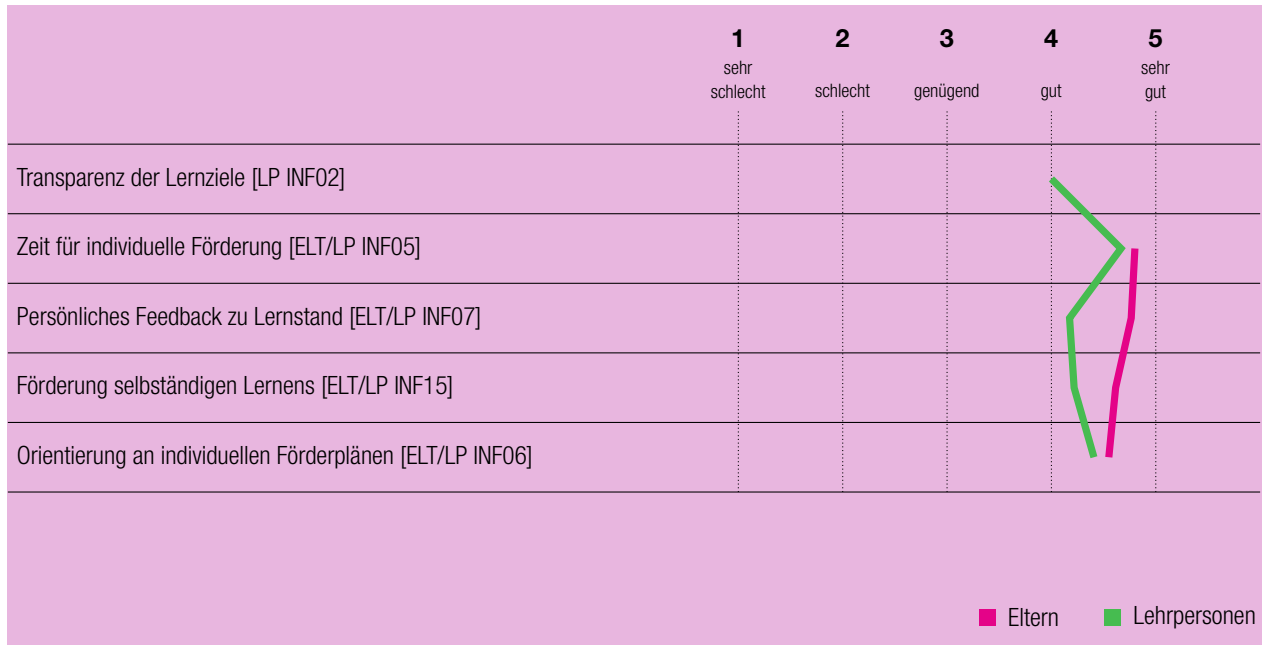 1 2 3 4 5
sehr schlecht schlecht genügend gut sehr gut
Transparenz der Lernziele [LP INF02]
Zeit für individuelle Förderung [ELT/LP INF05]
Persönliches Feedback zu Lernstand [ELT/LP INF07]
Förderung selbständigen Lernens [ELT/LP INF15]
Orientierung an individuellen Förderplänen [ELT/LP INF06]
Eltern Lehrpersonen